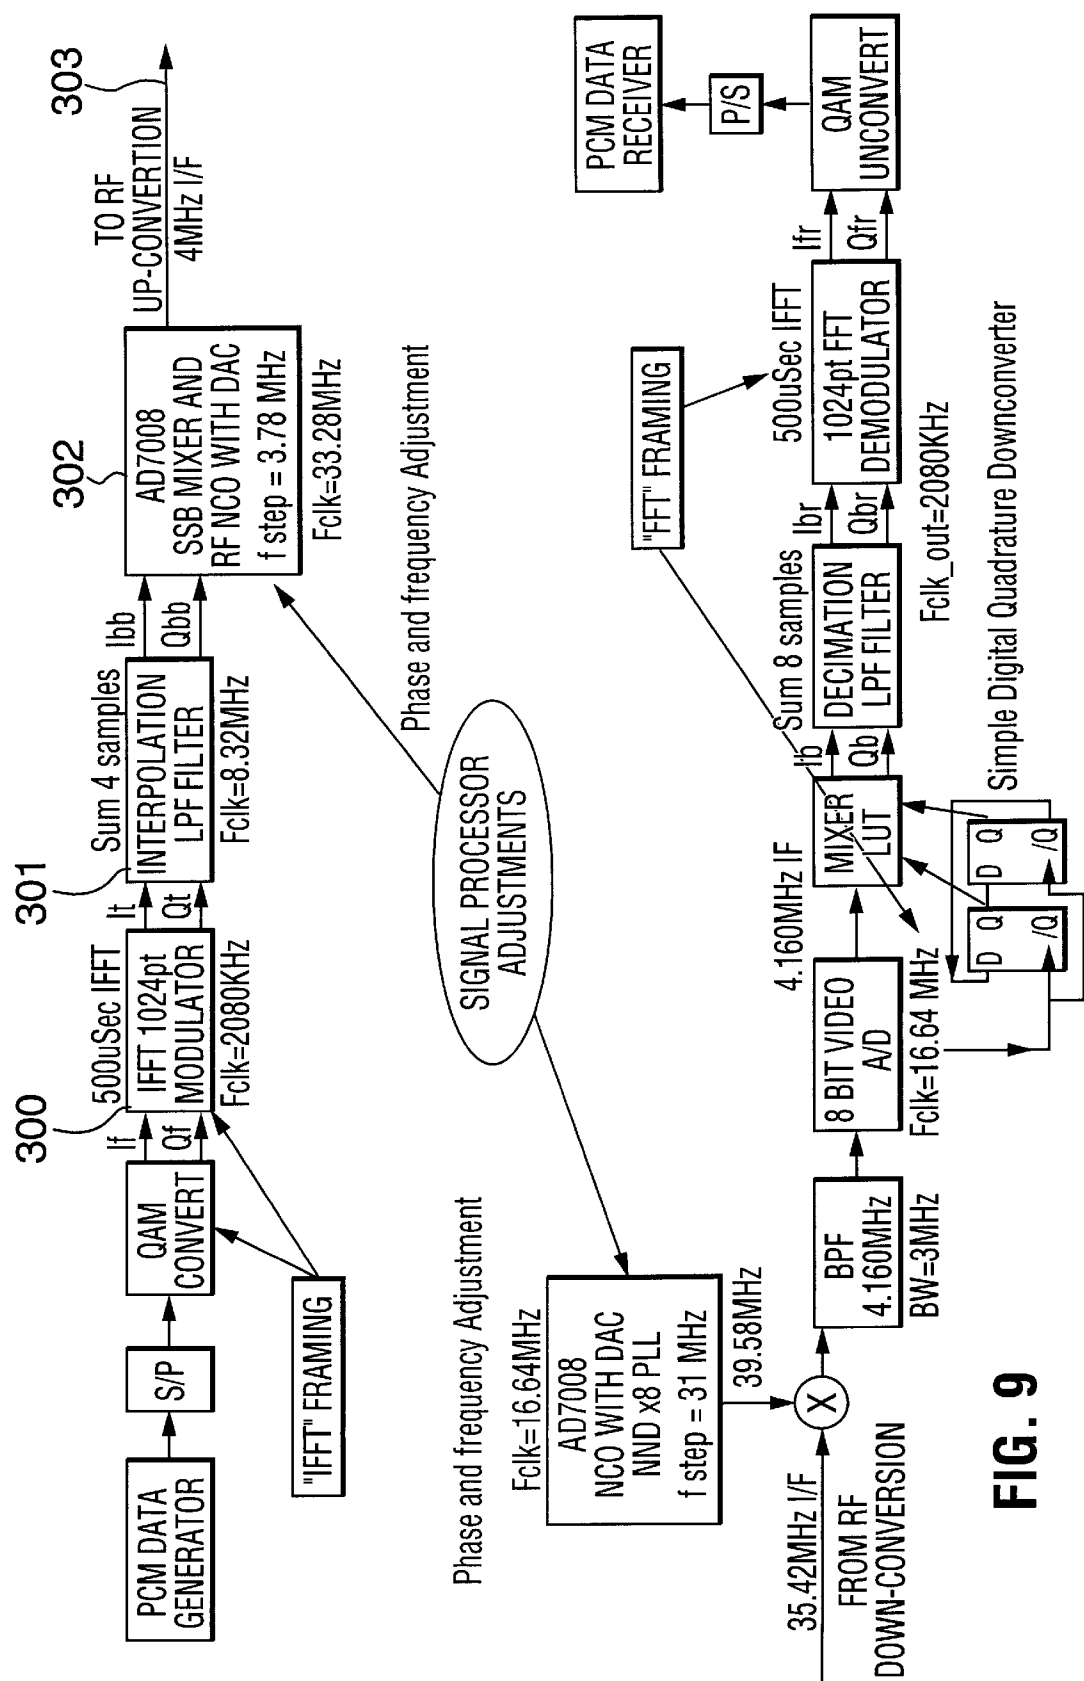 PCM DATA
GENERATOR
S/P
QAM
CONVERT
"IFFT" FRAMING
If
Qf
300
500uSec IFFT
IFFT 1024pt
MODULATOR
Fclk=2080KHz
It
Qt
301
Sum 4 samples
INTERPOLATION
LPF FILTER
Fclk=8.32MHz
Ibb
Qbb
302
AD7008
SSB MIXER AND
RF NCO WITH DAC
f step = 3.78 MHz
Fclk=33.28MHz
TO RF
UP-CONVERTION
4MHz I/F
303
Phase and frequency Adjustment
SIGNAL PROCESSOR
ADJUSTMENTS
Phase and frequency Adjustment
Fclk=16.64MHz
AD7008
NCO WITH DAC
NND x8 PLL
f step = 31 MHz
39.58MHz
35.42MHz I/F
FROM RF
DOWN-CONVERSION
X
BPF
4.160MHz
BW=3MHz
8 BIT VIDEO
A/D
Fclk=16.64 MHz
4.160MHz IF
MIXER
LUT
D Q
/Q
D Q
/Q
Simple Digital Quadrature Downconverter
Ib
Qb
Sum 8 samples
DECIMATION
LPF FILTER
Fclk_out=2080KHz
Ibr
Qbr
"FFT" FRAMING
500uSec IFFT
1024pt FFT
DEMODULATOR
Ifr
Qfr
QAM
UNCONVERT
P/S
PCM DATA
RECEIVER
FIG. 9